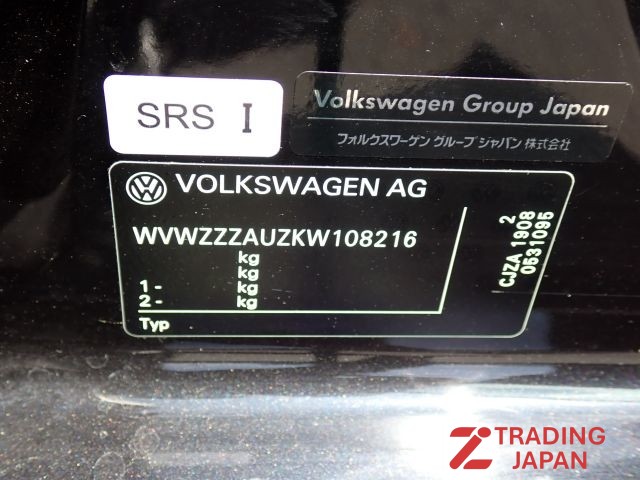 SRS I
Volkswagen Group Japan
フォルクスワーゲン グループ ジャパン 株式会社
VOLKSWAGEN AG
WVWZZZAUZKW108216
kg
kg
1 - kg
2 - kg
Typ
2
CJZA 1908
0531095
TRADING
JAPAN